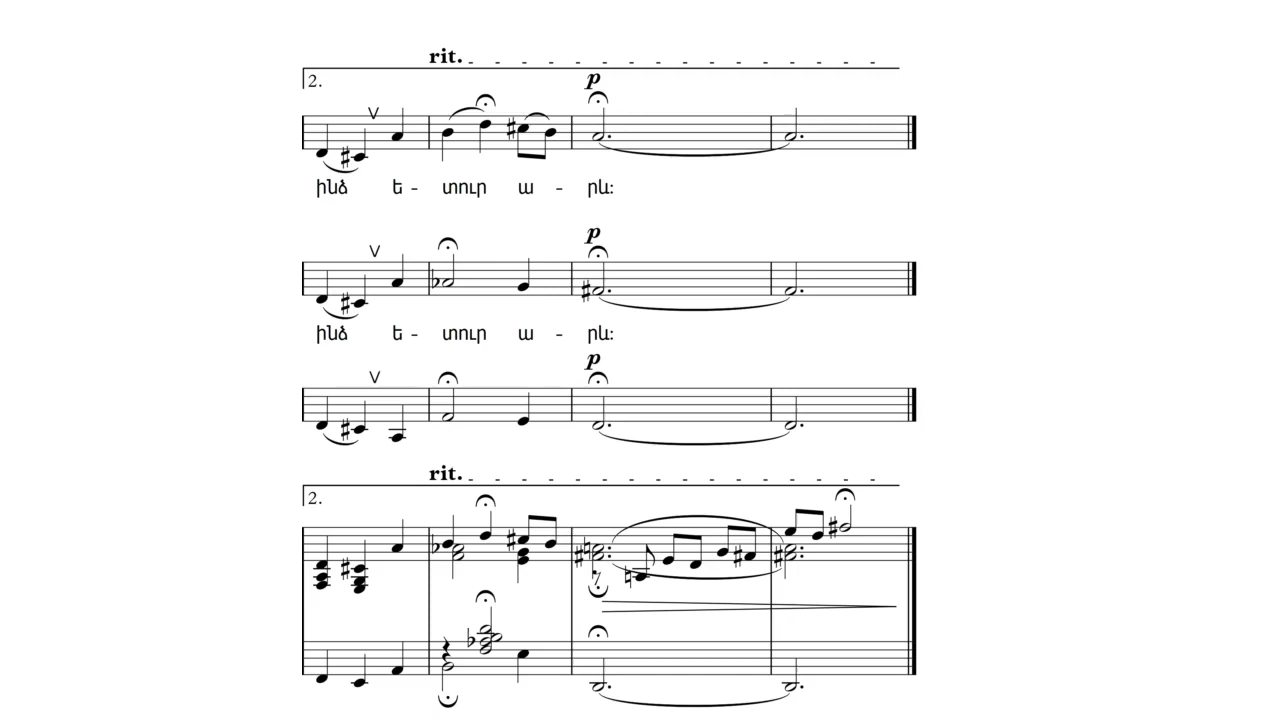 rit.
2.
p
ինձ ե - տուր ա - րև:
p
ինձ ե - տուր ա - րև:
p
rit.
2.